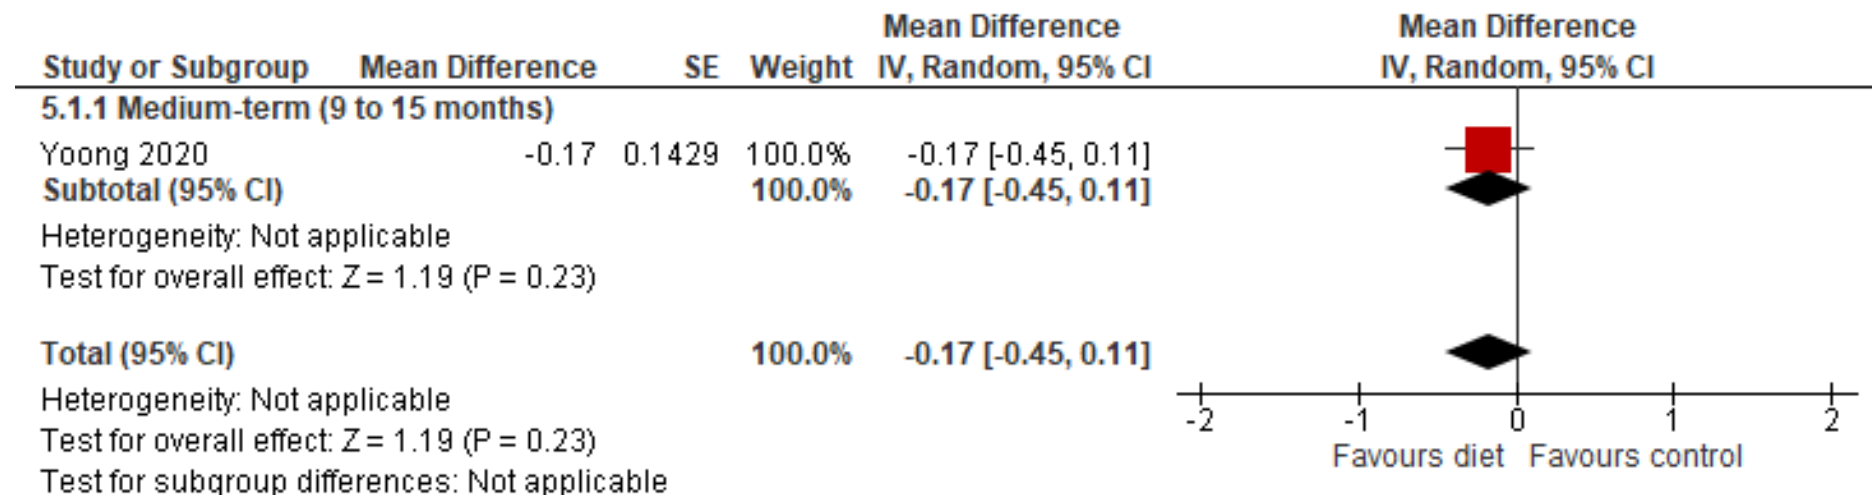 Mean Difference Mean Difference
Study or Subgroup Mean Difference SE Weight IV, Random, 95% CI IV, Random, 95% CI
5.1.1 Medium-term (9 to 15 months)
Yoong 2020 -0.17 0.1429 100.0% -0.17 [-0.45, 0.11]
Subtotal (95% CI) 100.0% -0.17 [-0.45, 0.11]
Heterogeneity: Not applicable
Test for overall effect: Z = 1.19 (P = 0.23)
Total (95% CI) 100.0% -0.17 [-0.45, 0.11]
Heterogeneity: Not applicable
-2 -1 0 1 2
Test for overall effect: Z = 1.19 (P = 0.23)
Favours diet Favours control
Test for subgroup differences: Not applicable